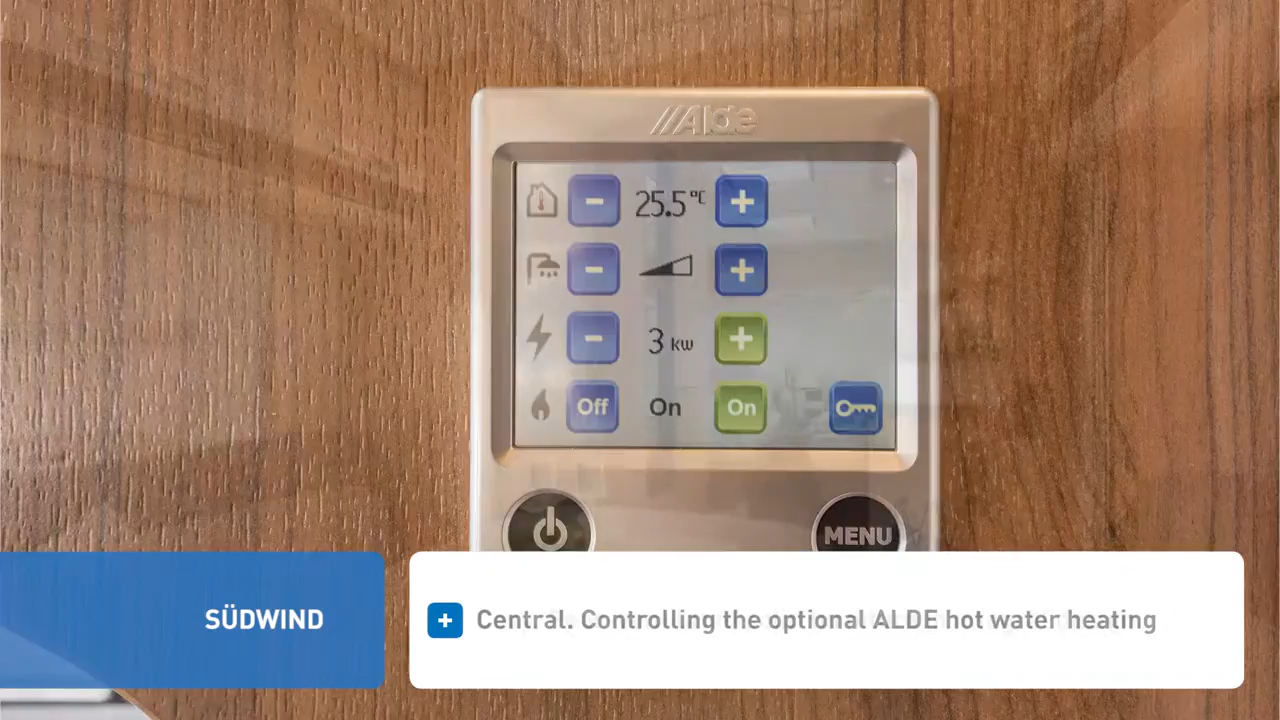 //Alde
- 25.5°C +
- +
- 3 kw +
Off On On
MENU
SÜDWIND
+ Central. Controlling the optional ALDE hot water heating